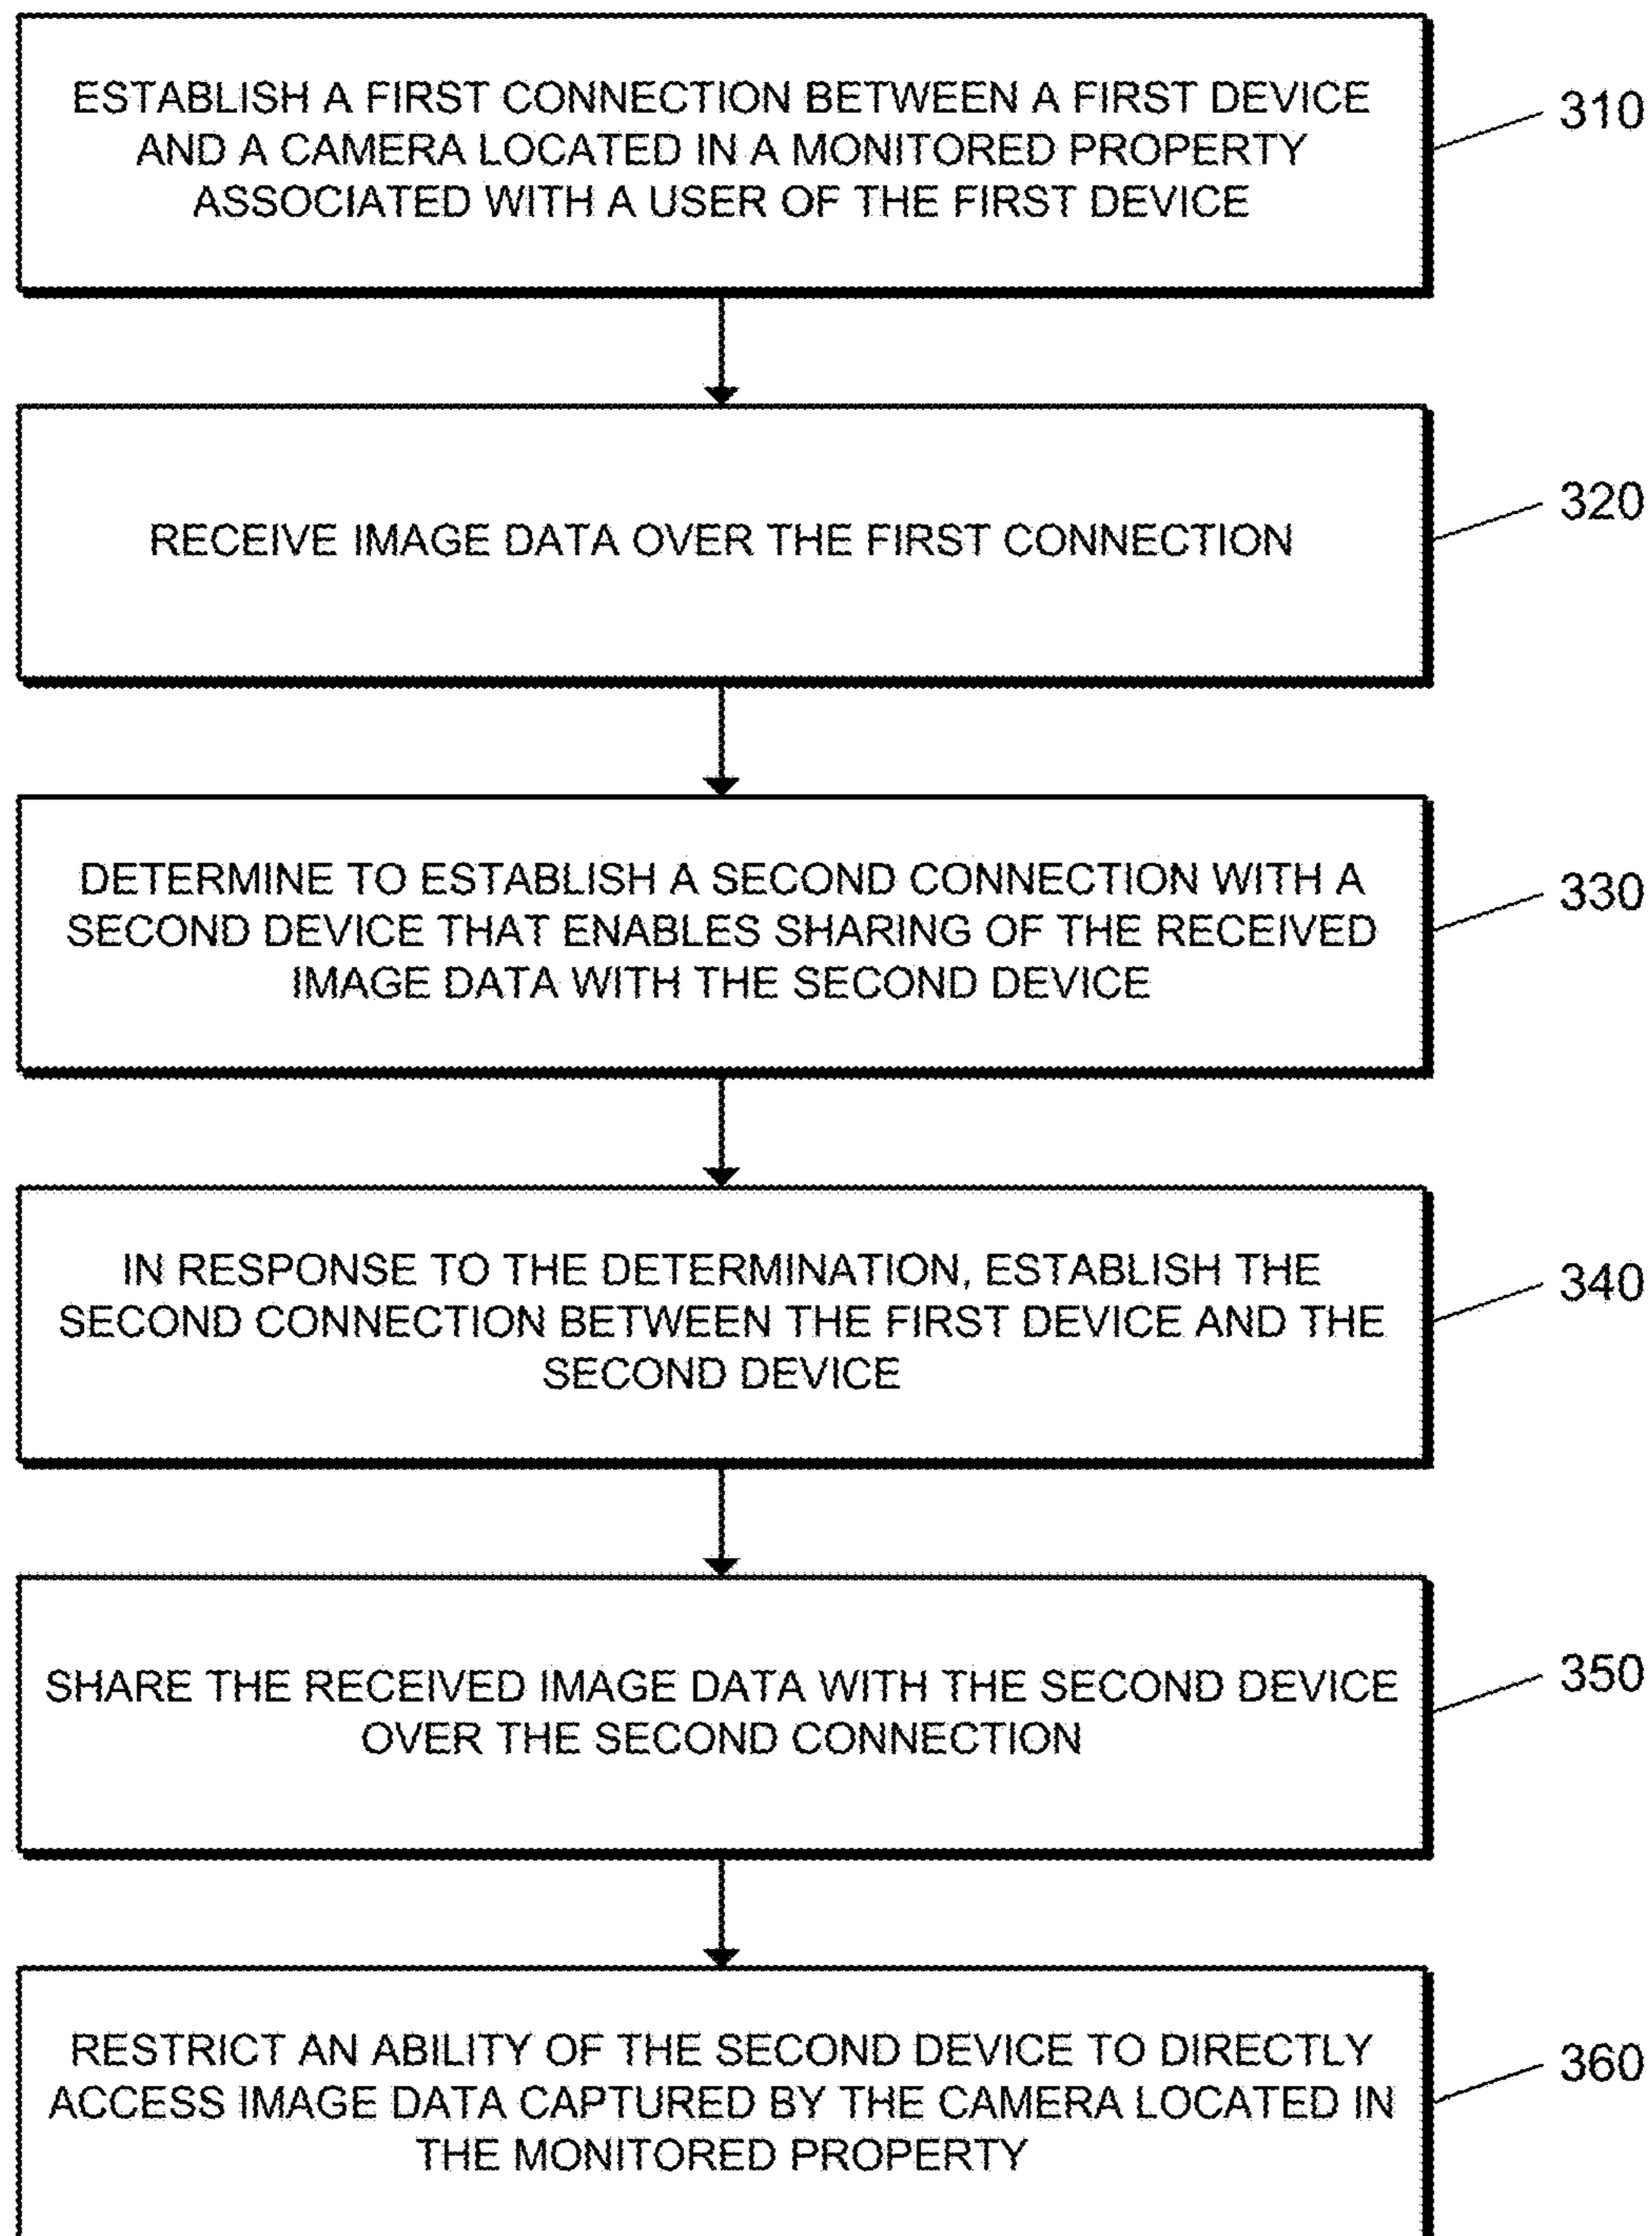 ESTABLISH A FIRST CONNECTION BETWEEN A FIRST DEVICE
AND A CAMERA LOCATED IN A MONITORED PROPERTY
ASSOCIATED WITH A USER OF THE FIRST DEVICE
310
RECEIVE IMAGE DATA OVER THE FIRST CONNECTION
320
DETERMINE TO ESTABLISH A SECOND CONNECTION WITH A
SECOND DEVICE THAT ENABLES SHARING OF THE RECEIVED
IMAGE DATA WITH THE SECOND DEVICE
330
IN RESPONSE TO THE DETERMINATION, ESTABLISH THE
SECOND CONNECTION BETWEEN THE FIRST DEVICE AND THE
SECOND DEVICE
340
SHARE THE RECEIVED IMAGE DATA WITH THE SECOND DEVICE
OVER THE SECOND CONNECTION
350
RESTRICT AN ABILITY OF THE SECOND DEVICE TO DIRECTLY
ACCESS IMAGE DATA CAPTURED BY THE CAMERA LOCATED IN
THE MONITORED PROPERTY
360